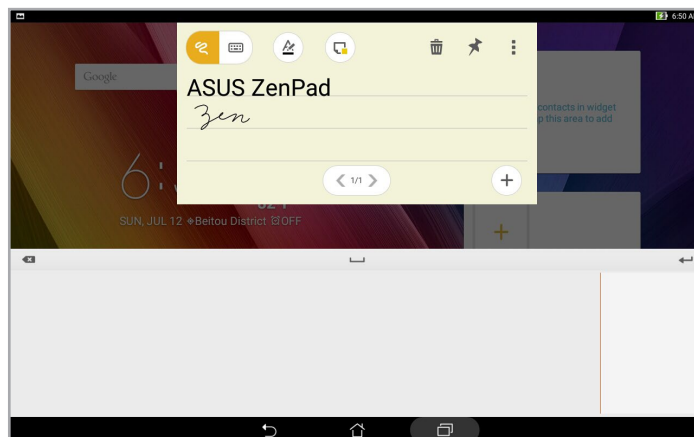 6:50 A
Google
ASUS ZenPad
Zen
contacts in widget
p this area to add
1/1
6:
SUN, JUL 12 Beitou District OFF